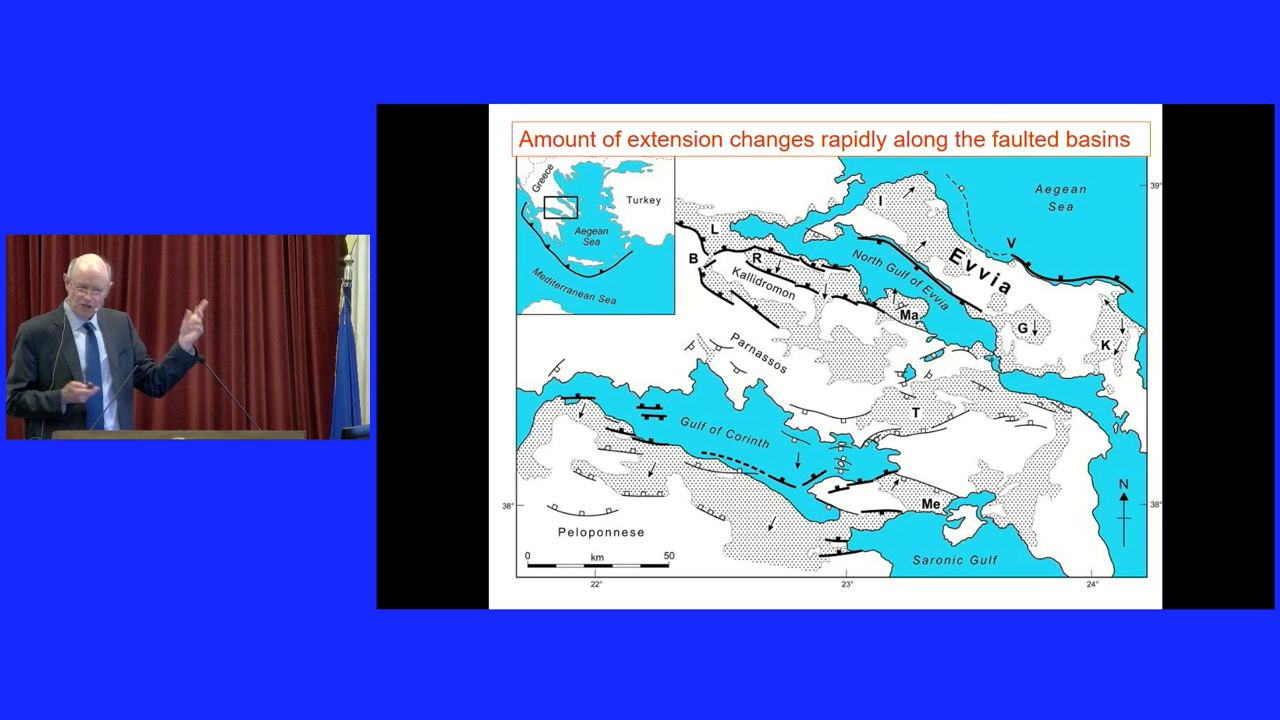 Amount of extension changes rapidly along the faulted basins
Greece
Turkey
Aegean
Sea
Mediterranean Sea
Aegean
Sea
39°
I
L
V
B
R
Evvia
North Gulf of Evvia
Kallidromon
Ma
G
K
Parnassos
T
Gulf of Corinth
N
38°
Me
38°
Peloponnese
0 km 50
Saronic Gulf
22°
23°
24°